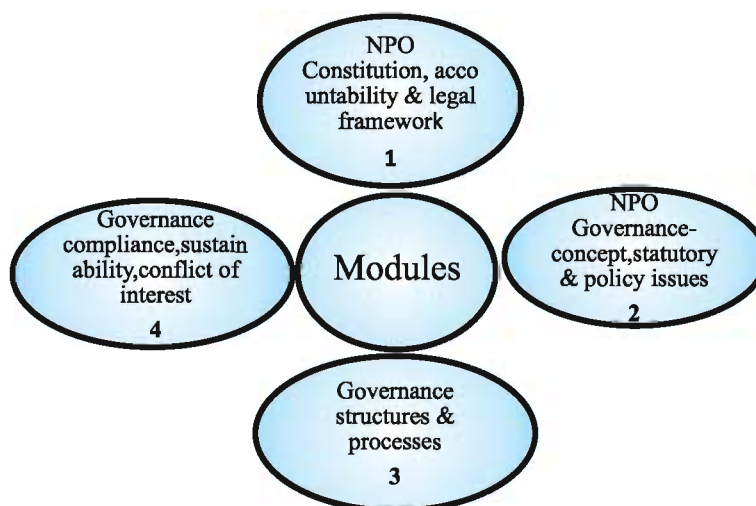 NPO
Constitution, acco
untability & legal
framework
1
Governance
compliance,sustain
ability,conflict of
interest
4
Modules
NPO
Governance-
concept,statutory
& policy issues
2
Governance
structures &
processes
3